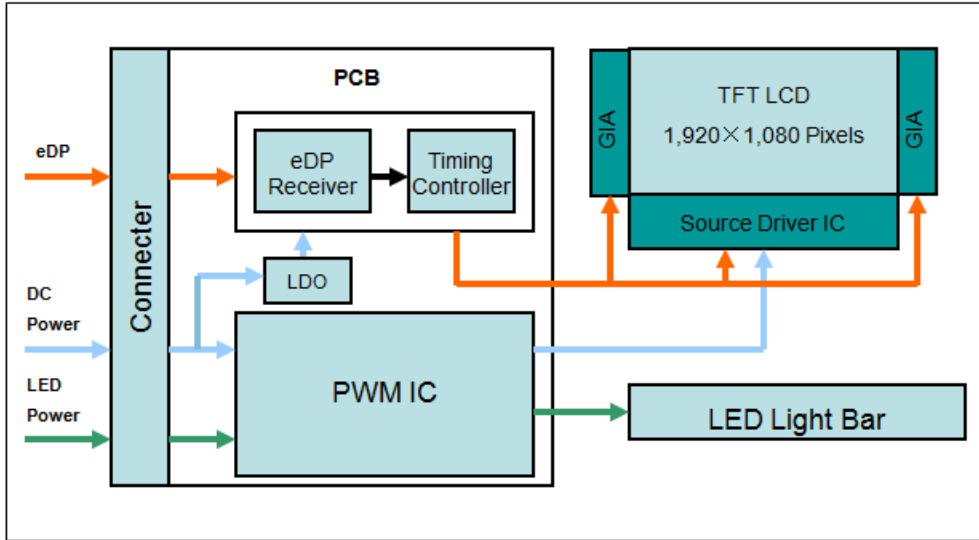 PCB
eDP
Connecter
eDP
Receiver
Timing
Controller
GIA
TFT LCD
1,920×1,080 Pixels
GIA
Source Driver IC
LDO
DC
Power
LED
Power
PWM IC
LED Light Bar